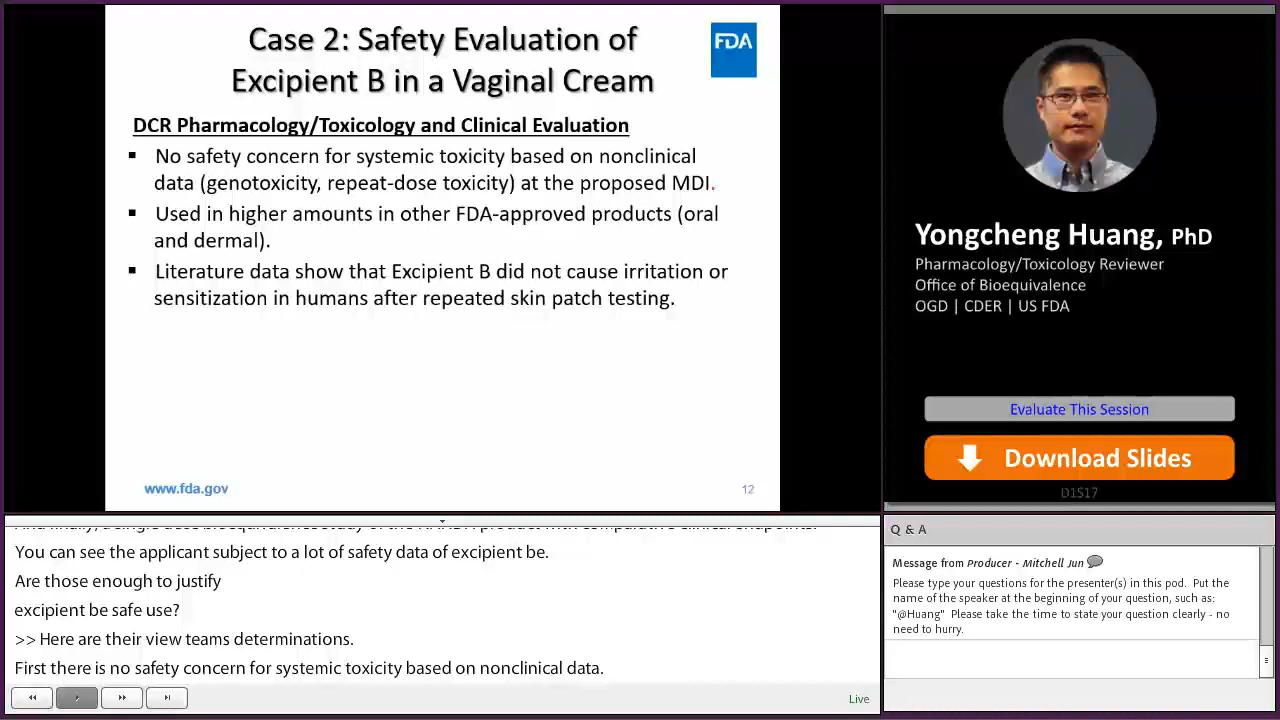 Case 2: Safety Evaluation of
Excipient B in a Vaginal Cream
FDA
DCR Pharmacology/Toxicology and Clinical Evaluation
▪ No safety concern for systemic toxicity based on nonclinical
data (genotoxicity, repeat-dose toxicity) at the proposed MDI.
▪ Used in higher amounts in other FDA-approved products (oral
and dermal).
▪ Literature data show that Excipient B did not cause irritation or
sensitization in humans after repeated skin patch testing.
www.fda.gov
12
Yongcheng Huang, PhD
Pharmacology/Toxicology Reviewer
Office of Bioequivalence
OGD | CDER | US FDA
Evaluate This Session
Download Slides
D1S17
You can see the applicant subject to a lot of safety data of excipient be.
Are those enough to justify
excipient be safe use?
>> Here are their view teams determinations.
First there is no safety concern for systemic toxicity based on nonclinical data.
Live
Q & A
Message from Producer - Mitchell Jun
Please type your questions for the presenter(s) in this pod. Put the
name of the speaker at the beginning of your question, such as:
"@Huang" Please take the time to state your question clearly - no
need to hurry.